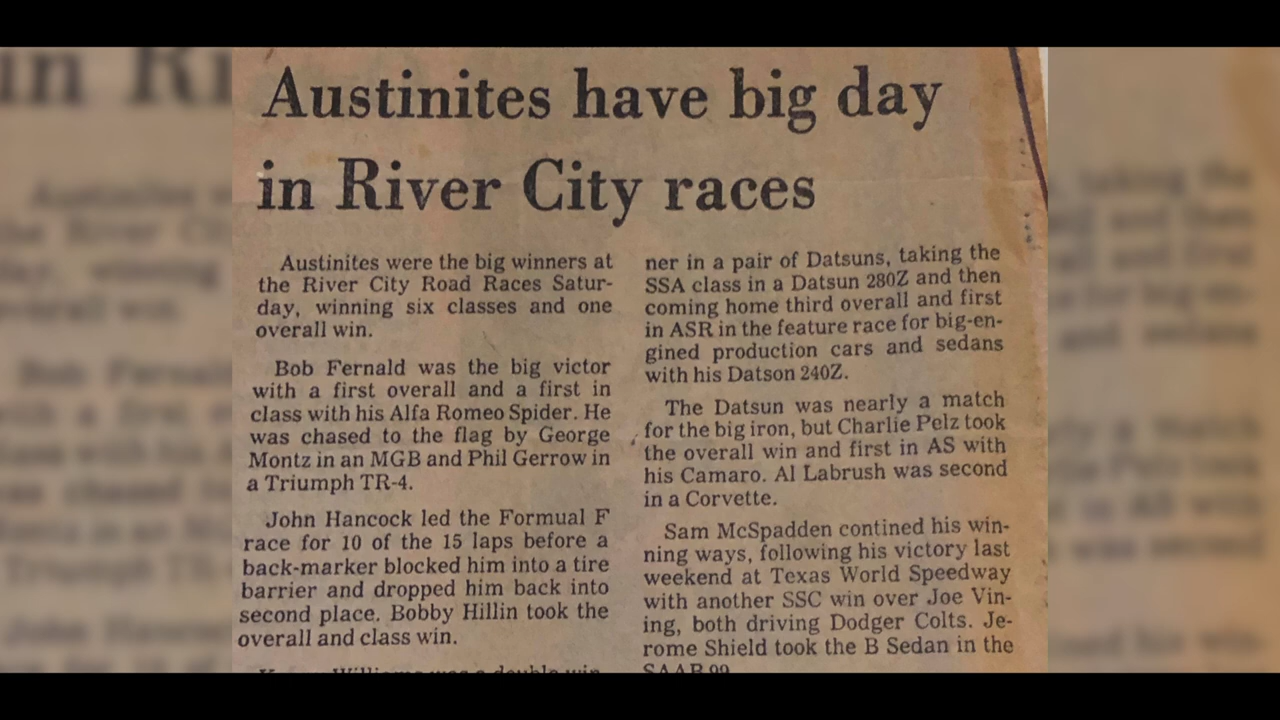 Austinites have big day
in River City races
Austinites were the big winners at
the River City Road Races Satur-
day, winning six classes and one
overall win.
Bob Fernald was the big victor
with a first overall and a first in
class with his Alfa Romeo Spider. He
was chased to the flag by George
Montz in an MGB and Phil Gerrow in
a Triumph TR-4.
John Hancock led the Formual F
race for 10 of the 15 laps before a
back-marker blocked him into a tire
barrier and dropped him back into
second place. Bobby Hillin took the
overall and class win.
Williams was a double win-
ner in a pair of Datsuns, taking the
SSA class in a Datsun 280Z and then
coming home third overall and first
in ASR in the feature race for big-en-
gined production cars and sedans
with his Datson 240Z.
The Datsun was nearly a match
for the big iron, but Charlie Pelz took
the overall win and first in AS with
his Camaro. Al Labrush was second
in a Corvette.
Sam McSpadden contined his win-
ning ways, following his victory last
weekend at Texas World Speedway
with another SSC win over Joe Vin-
ing, both driving Dodger Colts. Je-
rome Shield took the B Sedan in the
SAAB 99